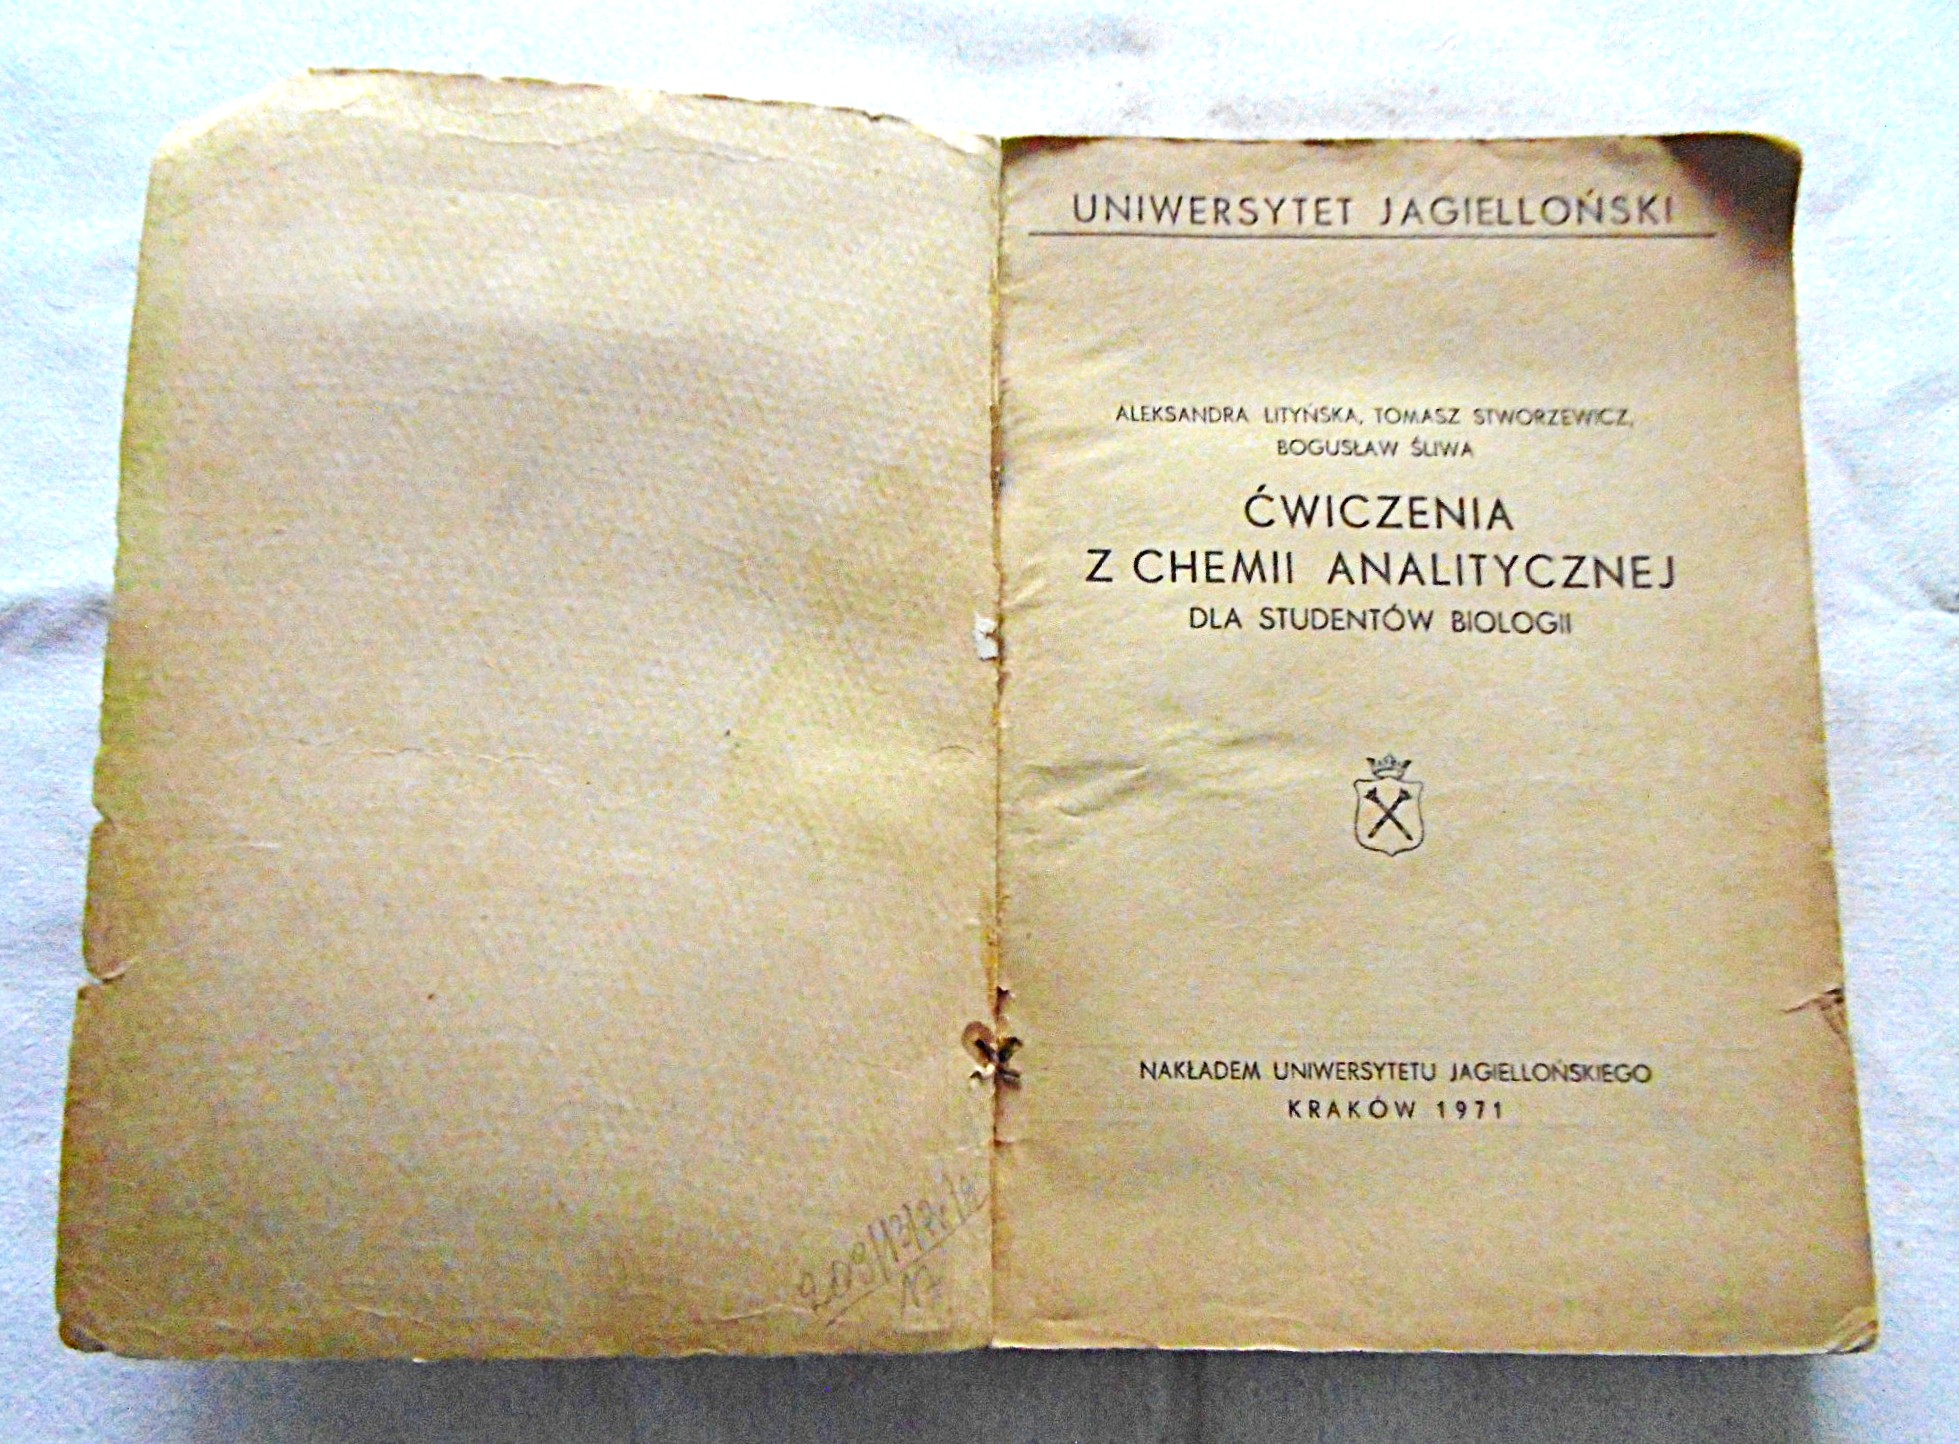 UNIWERSYTET JAGIELLOŃSKI
ALEKSANDRA LITYŃSKA, TOMASZ STWORZEWICZ,
BOGUSŁAW ŚLIWA
ĆWICZENIA
Z CHEMII ANALITYCZNEJ
DLA STUDENTÓW BIOLOGII
NAKŁADEM UNIWERSYTETU JAGIELLOŃSKIEGO
KRAKÓW 1971